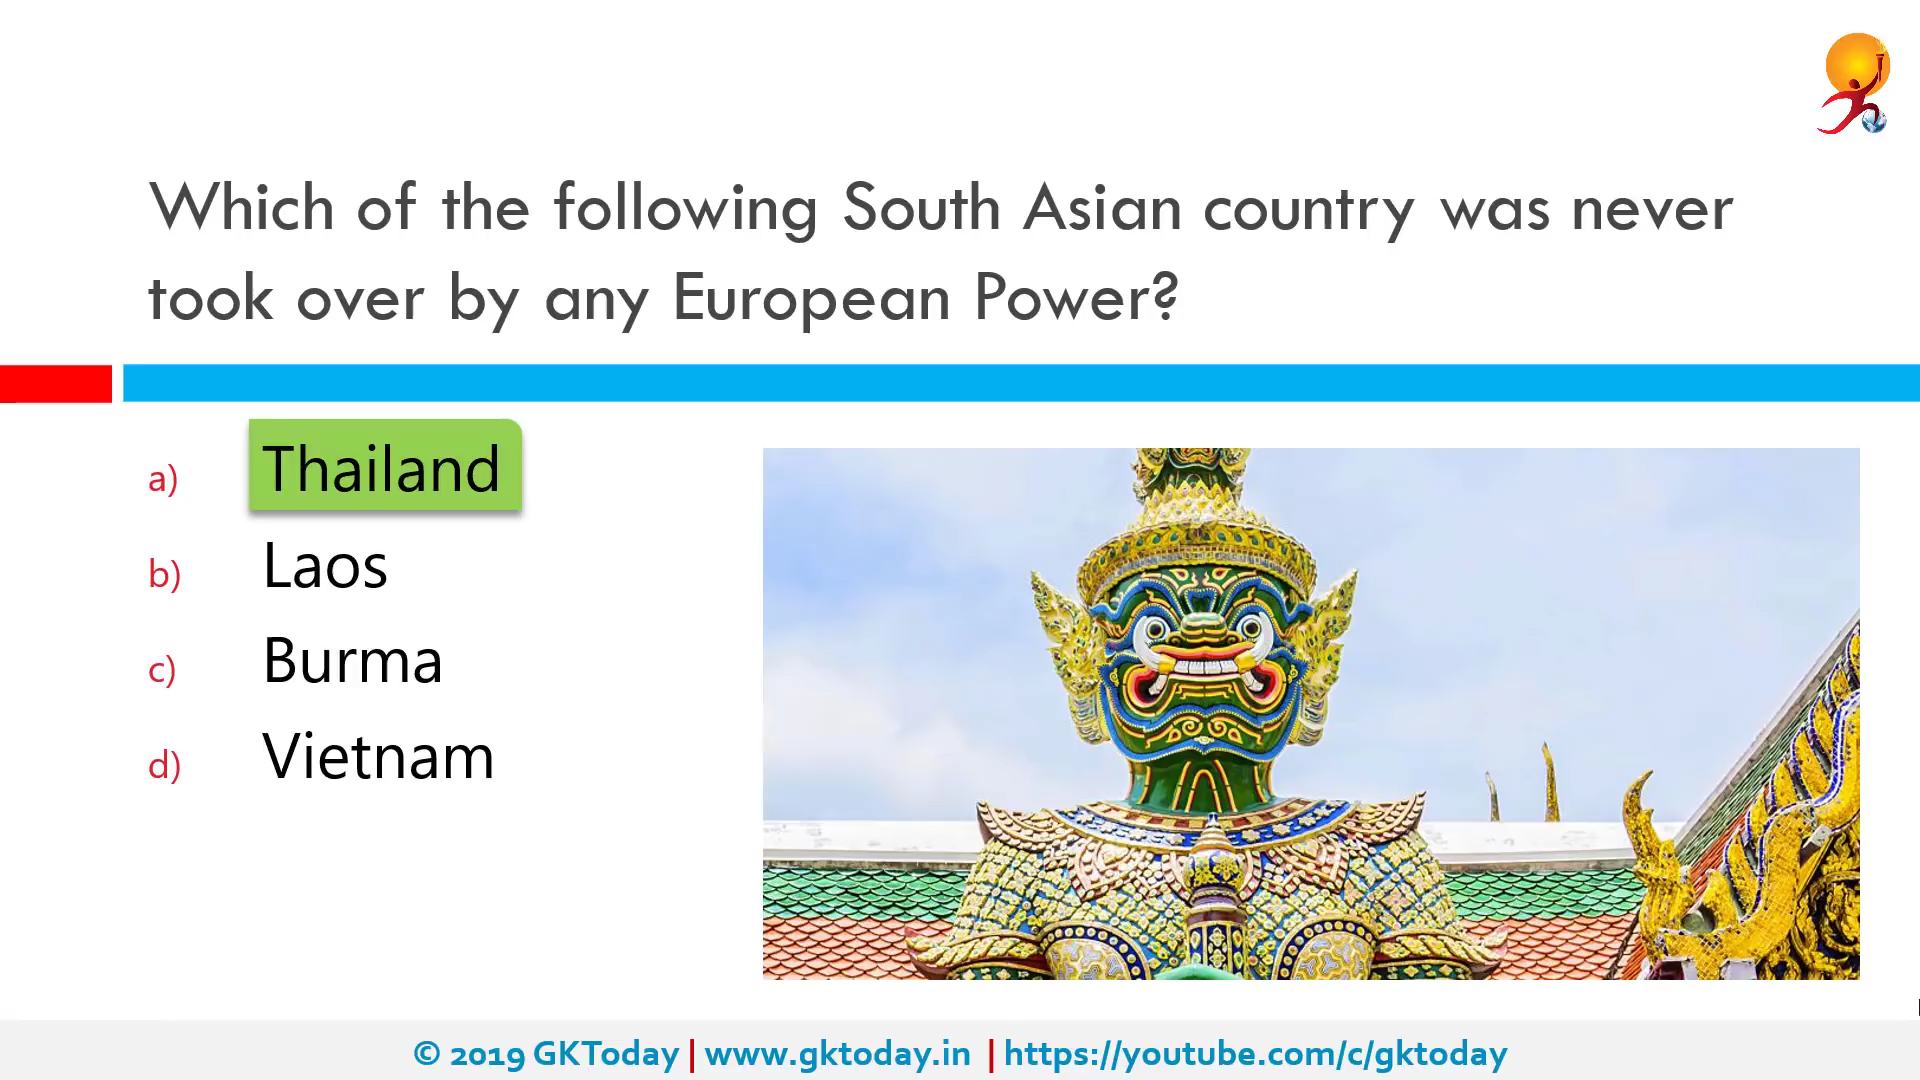 Which of the following South Asian country was never
took over by any European Power?
a) Thailand
b) Laos
c) Burma
d) Vietnam
© 2019 GKToday | www.gktoday.in | https://youtube.com/c/gktoday